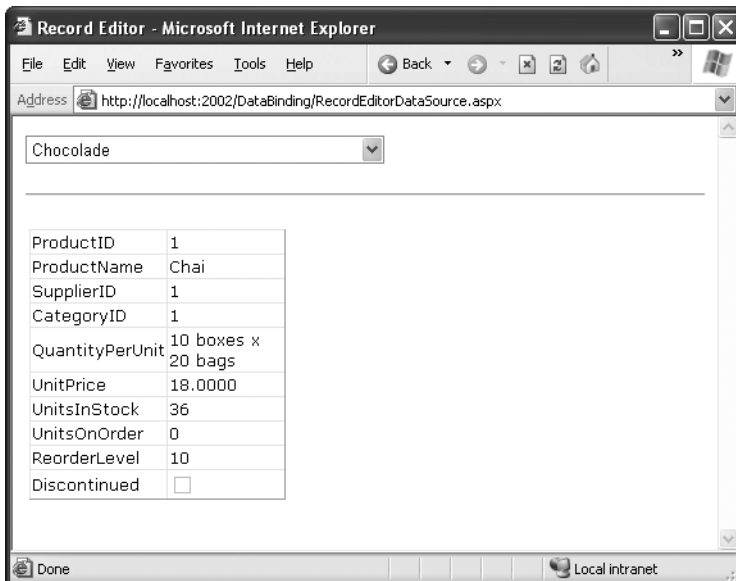 Record Editor - Microsoft Internet Explorer
File Edit View Favorites Tools Help Back »
Address http://localhost:2002/DataBinding/RecordEditorDataSource.aspx
Chocolade
ProductID 1
ProductName Chai
SupplierID 1
CategoryID 1
QuantityPerUnit 10 boxes x
20 bags
UnitPrice 18.0000
UnitsInStock 36
UnitsOnOrder 0
ReorderLevel 10
Discontinued
Done Local intranet